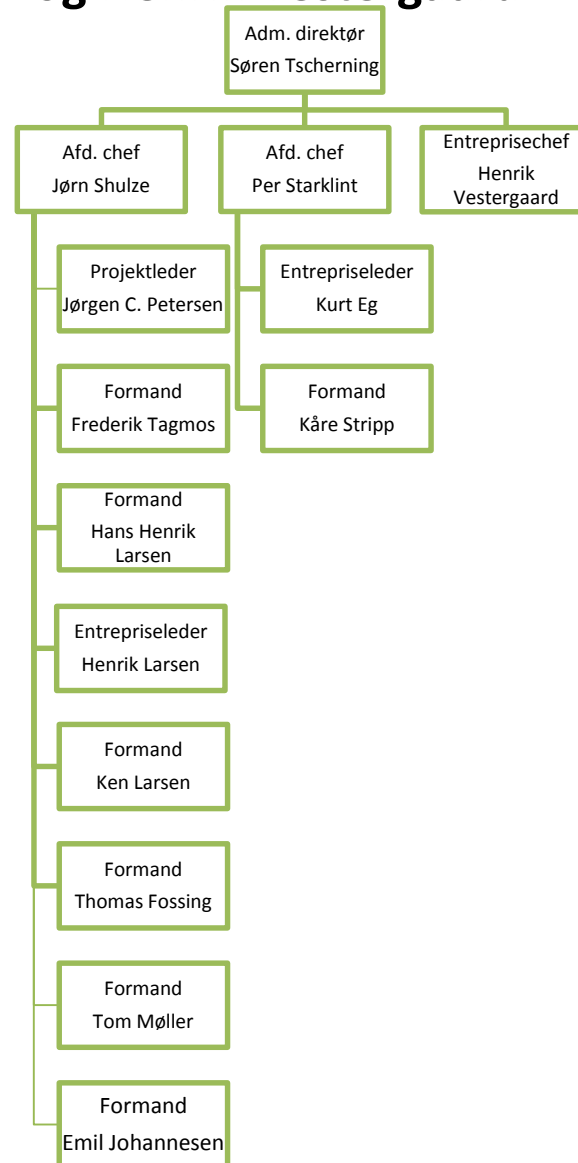 Adm. direktør
Søren Tscherning
Afd. chef
Jørn Shulze
Afd. chef
Per Starklint
Entreprisechef
Henrik
Vestergaard
Projektleder
Jørgen C. Petersen
Entrepriseleder
Kurt Eg
Formand
Frederik Tagmos
Formand
Kåre Stripp
Formand
Hans Henrik
Larsen
Entrepriseleder
Henrik Larsen
Formand
Ken Larsen
Formand
Thomas Fossing
Formand
Tom Møller
Formand
Emil Johannesen